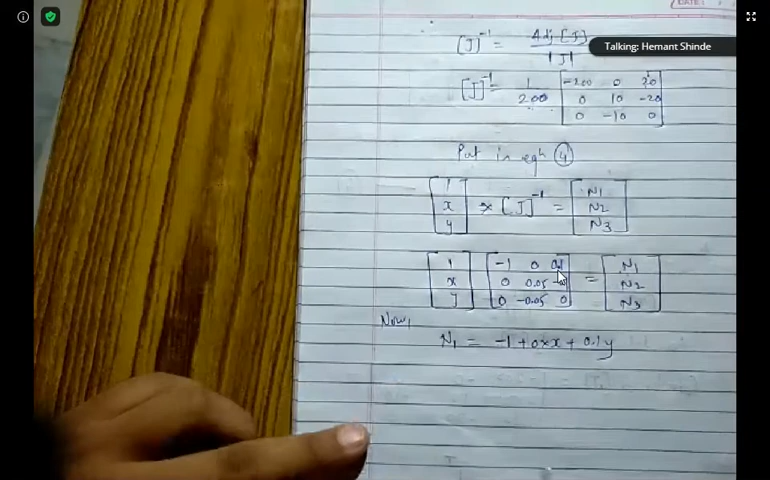 DATE:
Talking: Hemant Shinde
[J]⁻¹ = Adj [J] / |J|
[J]⁻¹ = 1/200 [-200 0 20
0 10 -20
0 -10 0]
Put in eqn (4)
[1 x y] × [J]⁻¹ = [N1 N2 N3]
[1 x y] [-1 0 0.1
0 0.05
0 -0.05 0] = [N1 N2 N3]
Now,
N1 = -1 + 0×x + 0.1y